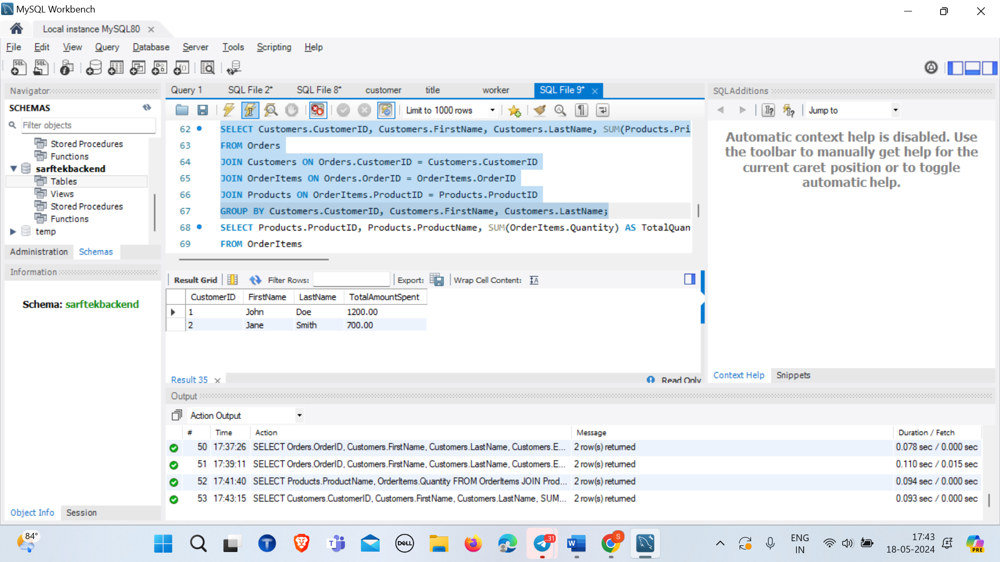 MySQL Workbench
Local instance MySQL80
File Edit View Query Database Server Tools Scripting Help
Navigator
SCHEMAS
Filter objects
Stored Procedures
Functions
sarftekbackend
Tables
Views
Stored Procedures
Functions
temp
Administration Schemas
Information
Schema: sarftekbackend
Object Info Session
Query 1 SQL File 2* SQL File 8* customer title worker SQL File 9*
Limit to 1000 rows
62 SELECT Customers.CustomerID, Customers.FirstName, Customers.LastName, SUM(Products.Pri
63 FROM Orders
64 JOIN Customers ON Orders.CustomerID = Customers.CustomerID
65 JOIN OrderItems ON Orders.OrderID = OrderItems.OrderID
66 JOIN Products ON OrderItems.ProductID = Products.ProductID
67 GROUP BY Customers.CustomerID, Customers.FirstName, Customers.LastName;
68 SELECT Products.ProductID, Products.ProductName, SUM(OrderItems.Quantity) AS TotalQuan
69 FROM OrderItems
Result Grid Filter Rows: Export: Wrap Cell Content:
CustomerID FirstName LastName TotalAmountSpent
1 John Doe 1200.00
2 Jane Smith 700.00
Result 35 Read Only
SQLAdditions
Jump to
Automatic context help is disabled. Use
the toolbar to manually get help for the
current caret position or to toggle
automatic help.
Context Help Snippets
Output
Action Output
# Time Action Message Duration / Fetch
50 17:37:26 SELECT Orders.OrderID, Customers.FirstName, Customers.LastName, Customers.E... 2 row(s) returned 0.078 sec / 0.000 sec
51 17:39:11 SELECT Orders.OrderID, Customers.FirstName, Customers.LastName, Customers.E... 2 row(s) returned 0.110 sec / 0.015 sec
52 17:41:40 SELECT Products.ProductName, OrderItems.Quantity FROM OrderItems JOIN Prod... 2 row(s) returned 0.094 sec / 0.000 sec
53 17:43:15 SELECT Customers.CustomerID, Customers.FirstName, Customers.LastName, SUM... 2 row(s) returned 0.093 sec / 0.000 sec
84°
DELL
..31
S
ENG
IN
17:43
18-05-2024
PRE